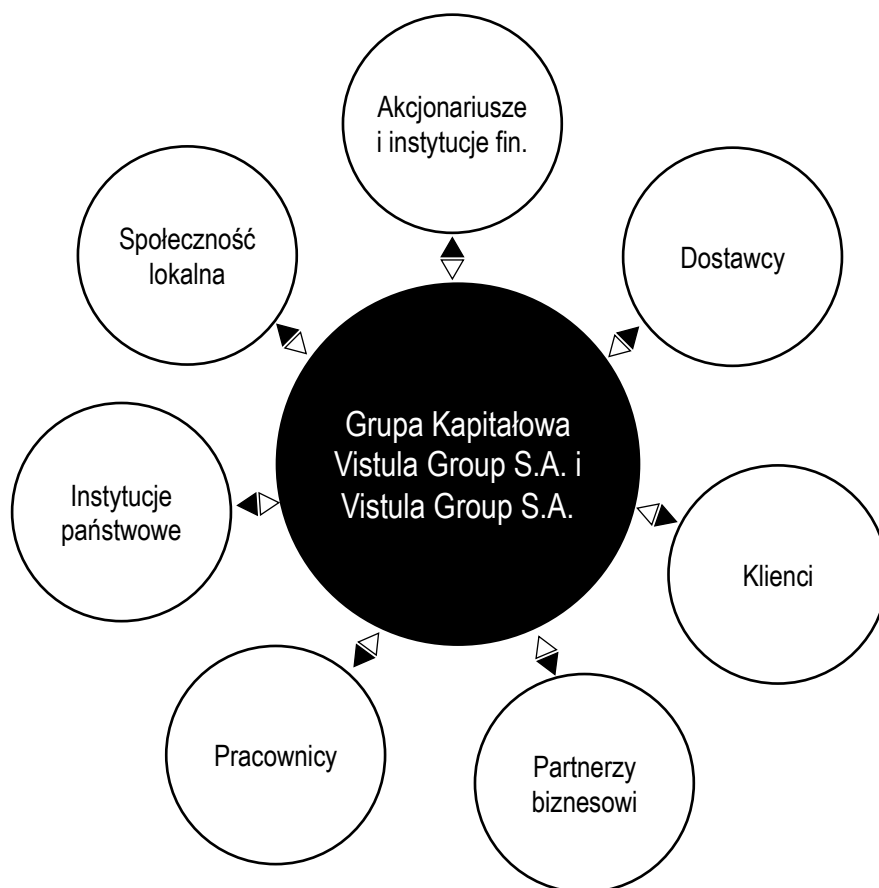 Akcjonariusze
i instytucje fin.
Społeczność
lokalna
Dostawcy
Grupa Kapitałowa
Vistula Group S.A. i
Vistula Group S.A.
Instytucje
państwowe
Klienci
Pracownicy
Partnerzy
biznesowi